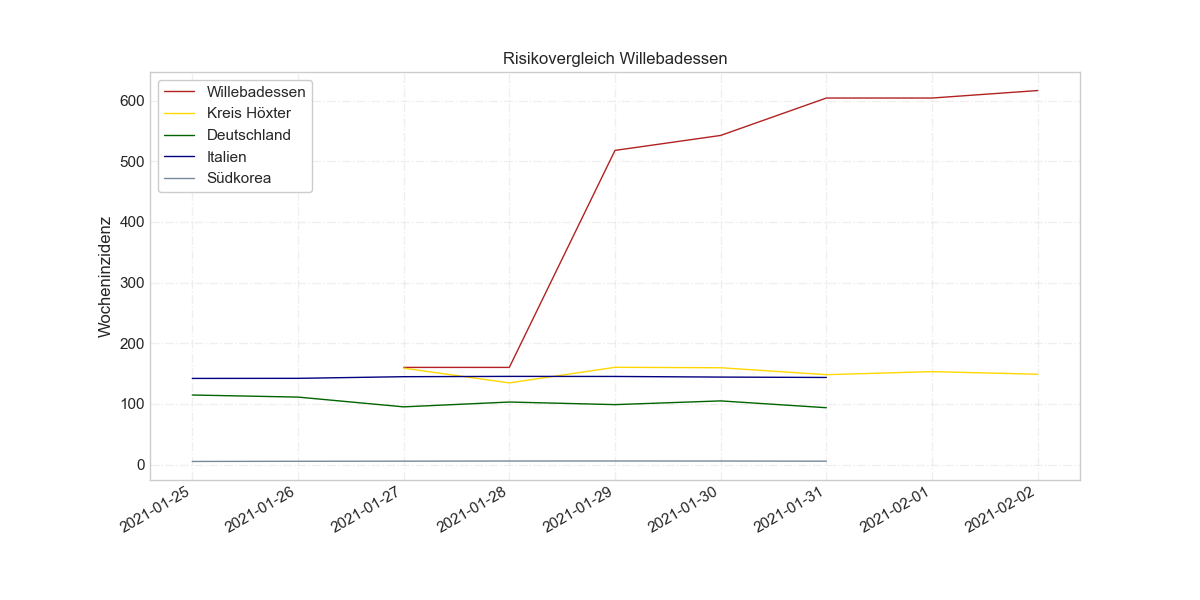 Risikovergleich Willebadessen
Willebadessen
Kreis Höxter
Deutschland
Italien
Südkorea
Wocheninzidenz
600
500
400
300
200
100
0
2021-01-25
2021-01-26
2021-01-27
2021-01-28
2021-01-29
2021-01-30
2021-01-31
2021-02-01
2021-02-02